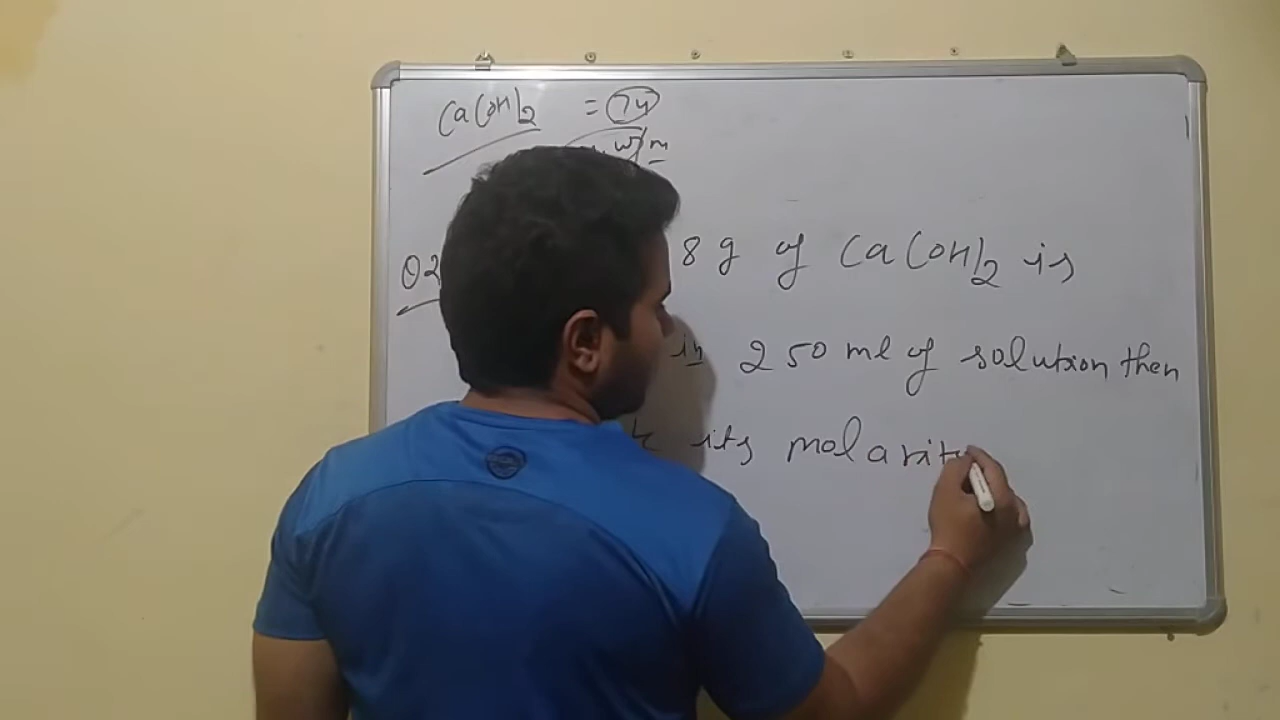 Ca(OH)2 = 74
w/m
Q2 8 g of Ca(OH)2 is
in 250 ml of solution then
its molarity